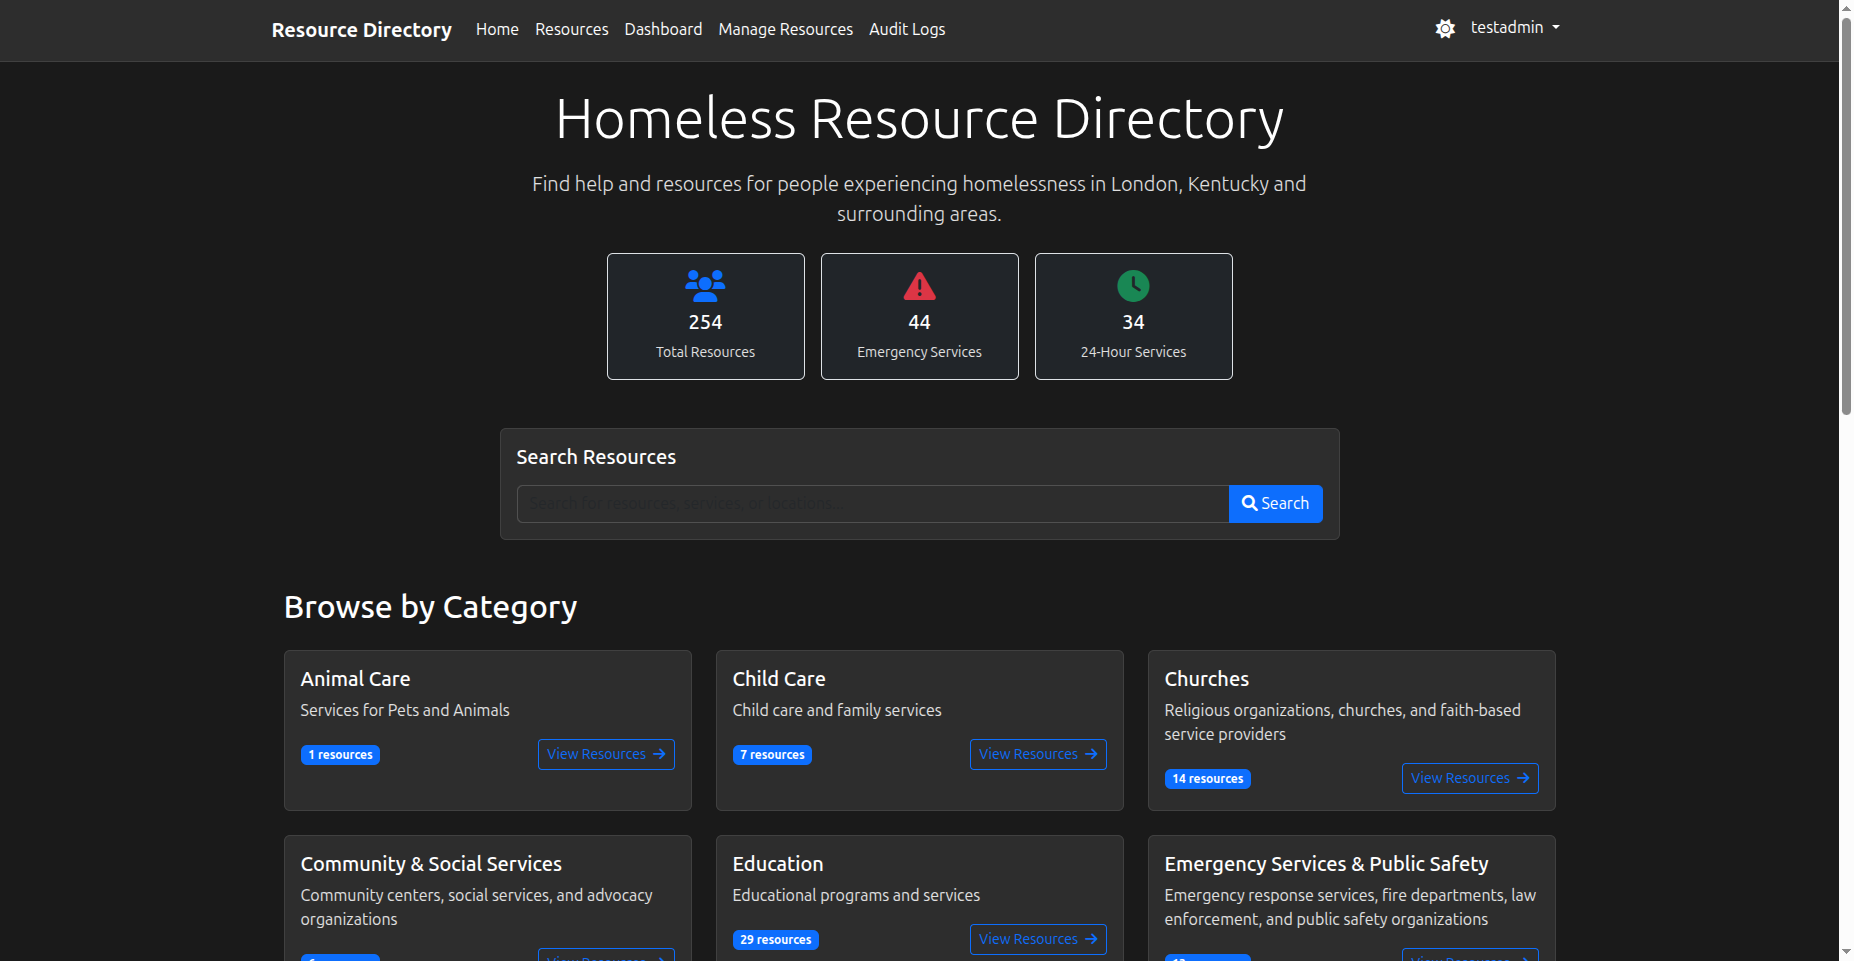 Resource Directory Home Resources Dashboard Manage Resources Audit Logs testadmin
Homeless Resource Directory
Find help and resources for people experiencing homelessness in London, Kentucky and
surrounding areas.
254
Total Resources
44
Emergency Services
34
24-Hour Services
Search Resources
Search for resources, services, or locations...
Search
Browse by Category
Animal Care
Services for Pets and Animals
1 resources
View Resources →
Child Care
Child care and family services
7 resources
View Resources →
Churches
Religious organizations, churches, and faith-based
service providers
14 resources
View Resources →
Community & Social Services
Community centers, social services, and advocacy
organizations
View Resources
Education
Educational programs and services
29 resources
View Resources →
Emergency Services & Public Safety
Emergency response services, fire departments, law
enforcement, and public safety organizations
View Resources